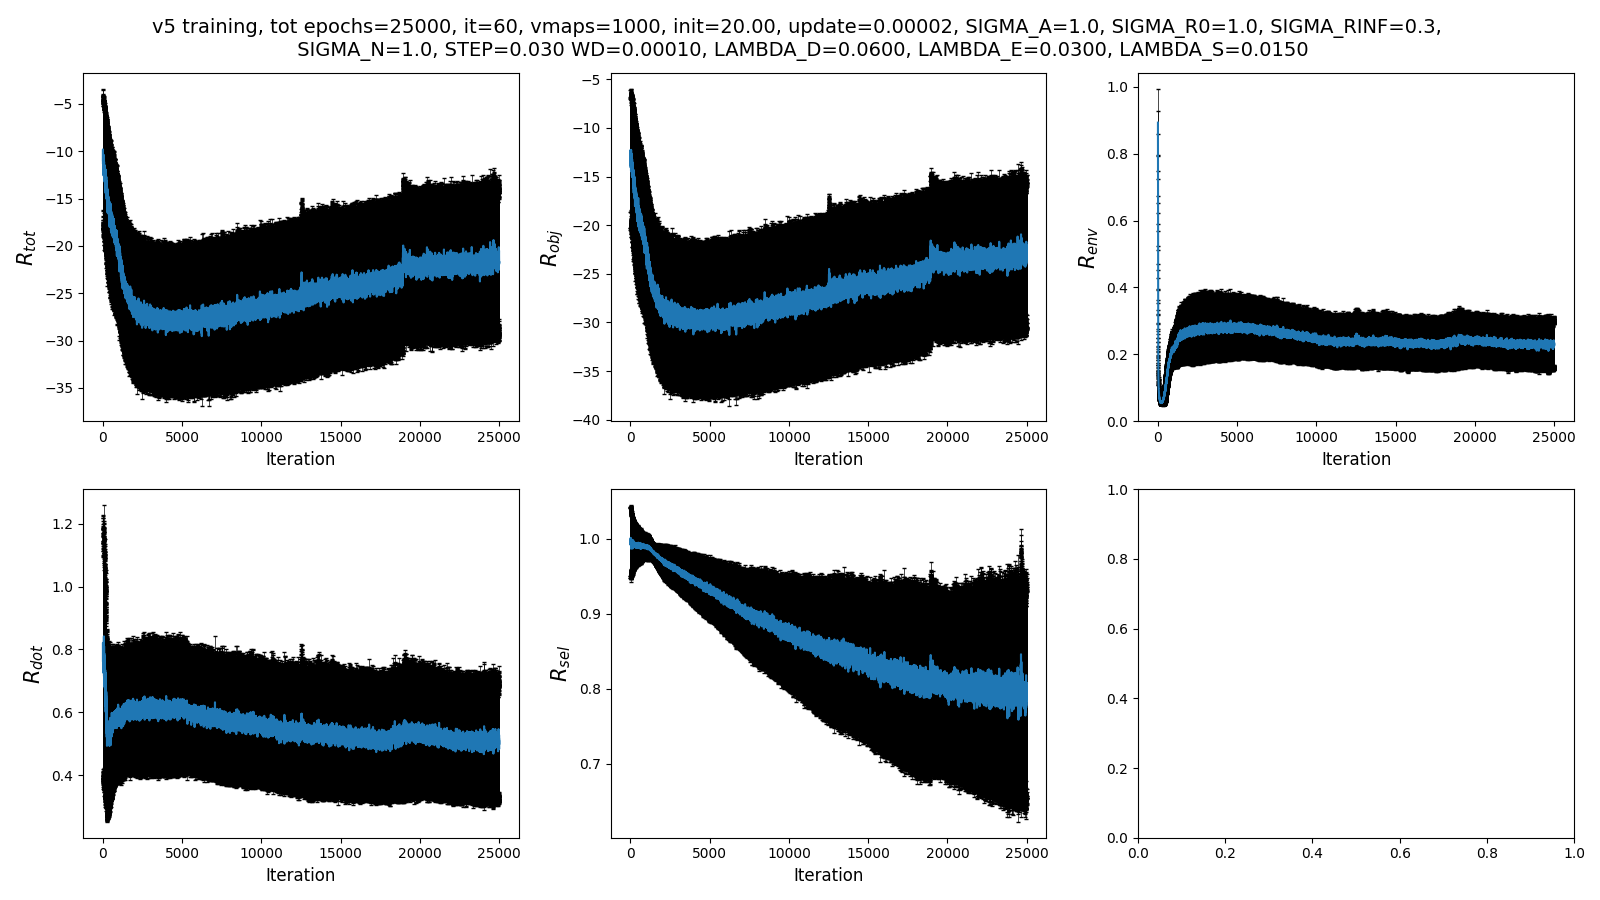 v5 training, tot epochs=25000, it=60, vmaps=1000, init=20.00, update=0.00002, SIGMA_A=1.0, SIGMA_R0=1.0, SIGMA_RINF=0.3,
SIGMA_N=1.0, STEP=0.030 WD=0.00010, LAMBDA_D=0.0600, LAMBDA_E=0.0300, LAMBDA_S=0.0150
R_tot
−5
−10
−15
−20
−25
−30
−35
0 5000 10000 15000 20000 25000
Iteration
R_obj
−5
−10
−15
−20
−25
−30
−35
−40
0 5000 10000 15000 20000 25000
Iteration
R_env
1.0
0.8
0.6
0.4
0.2
0.0
0 5000 10000 15000 20000 25000
Iteration
R_dot
1.2
1.0
0.8
0.6
0.4
0 5000 10000 15000 20000 25000
Iteration
R_sel
1.0
0.9
0.8
0.7
0 5000 10000 15000 20000 25000
Iteration
1.0
0.8
0.6
0.4
0.2
0.0
0.0 0.2 0.4 0.6 0.8 1.0